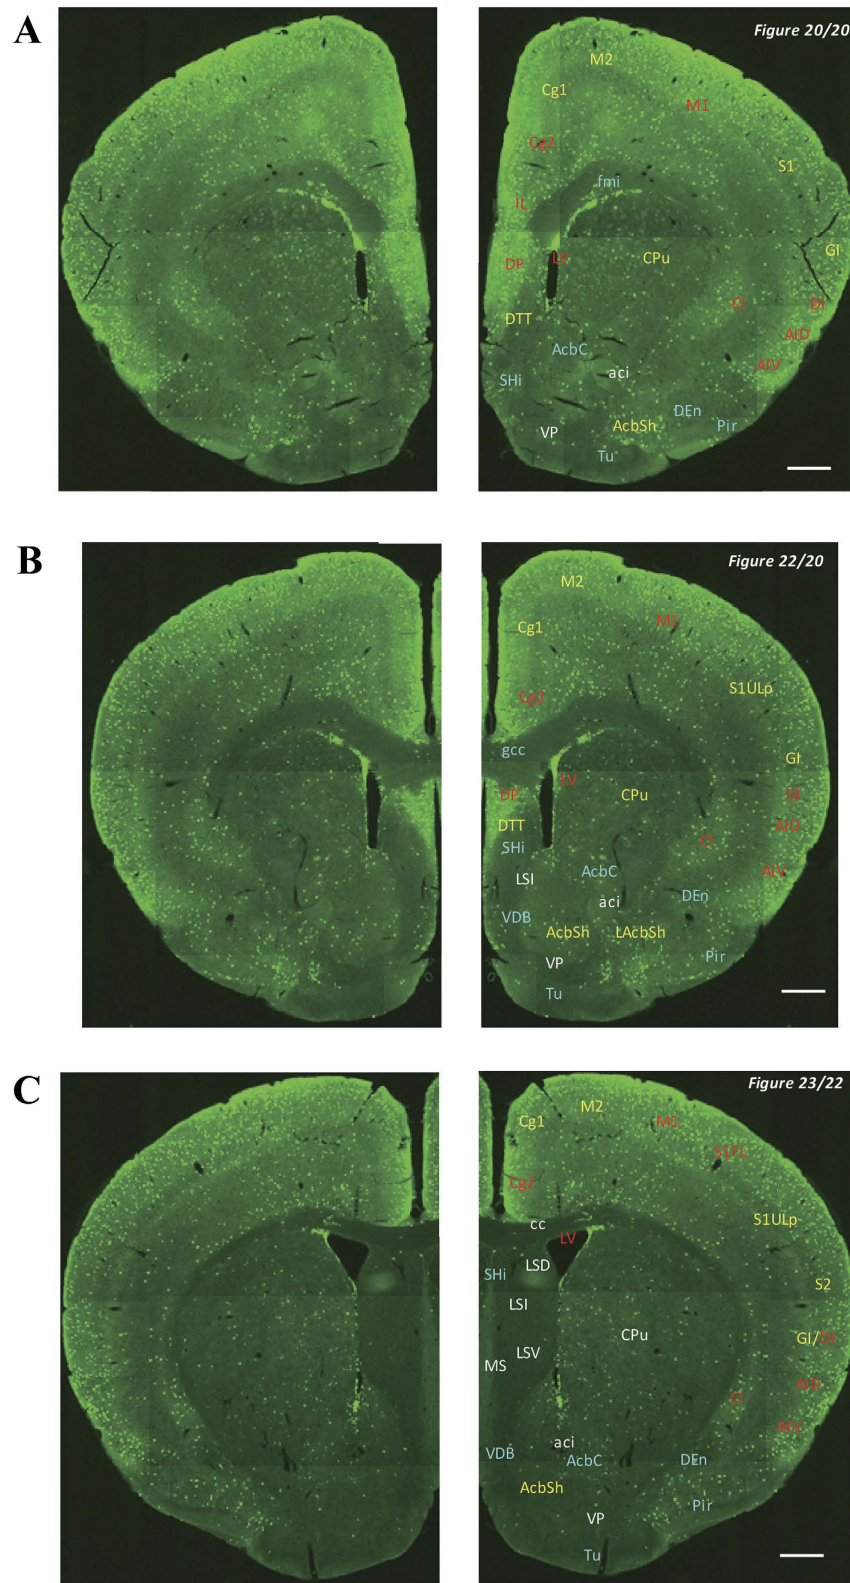 A
Figure 20/20
M2
Cg1
M1
Cg2
S1
fmi
IL
GI
DP
LV
CPu
Cl
DI
DTT
AID
AcbC
AIV
SHi
aci
DEn
AcbSh
Pir
VP
Tu
B
Figure 22/20
M2
M1
Cg1
S1ULp
Cg2
gcc
GI
LV
DP
CPu
DI
DTT
AID
Cl
SHi
AcbC
AIV
LSI
DEn
aci
VDB
AcbSh
LAcbSh
Pir
VP
Tu
C
Figure 23/22
M2
Cg1
M1
S1FL
Cg2
S1ULp
cc
LV
LSD
SHi
S2
LSI
CPu
GI/DI
LSV
MS
AID
Cl
AIV
aci
VDB
AcbC
DEn
AcbSh
Pir
VP
Tu